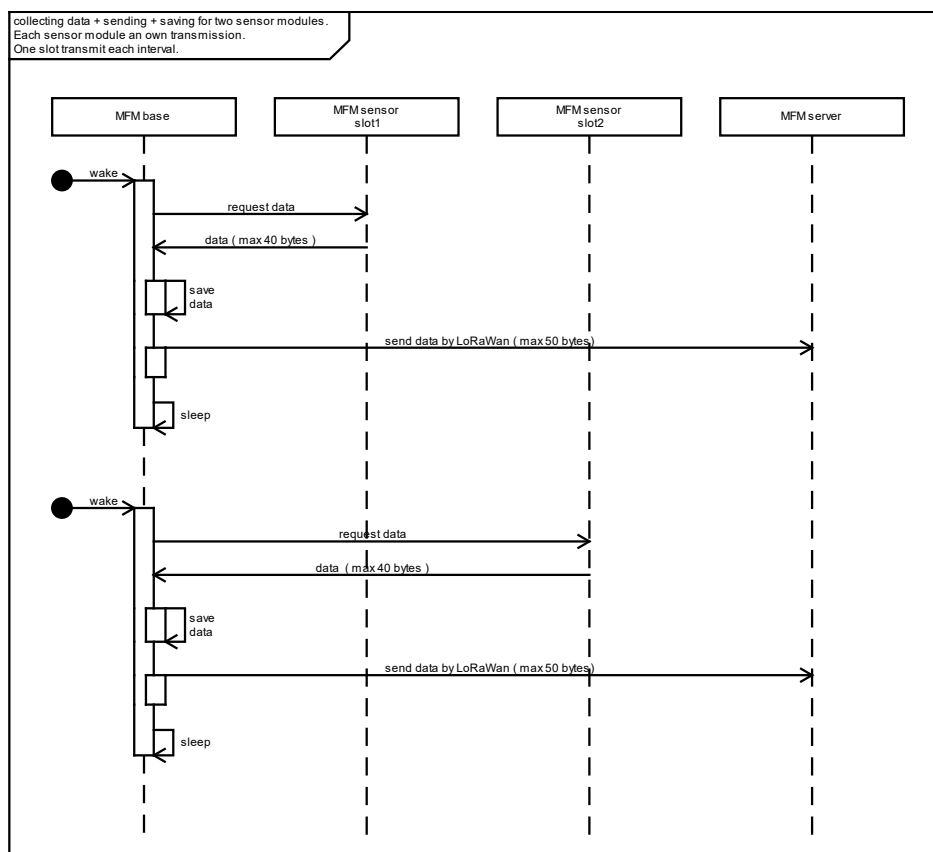 collecting data + sending + saving for two sensor modules.
Each sensor module an own transmission.
One slot transmit each interval.
MFM base
MFM sensor
slot1
MFM sensor
slot2
MFM server
wake
request data
data ( max 40 bytes )
save
data
send data by LoRaWan ( max 50 bytes)
sleep
wake
request data
data ( max 40 bytes )
save
data
send data by LoRaWan ( max 50 bytes)
sleep